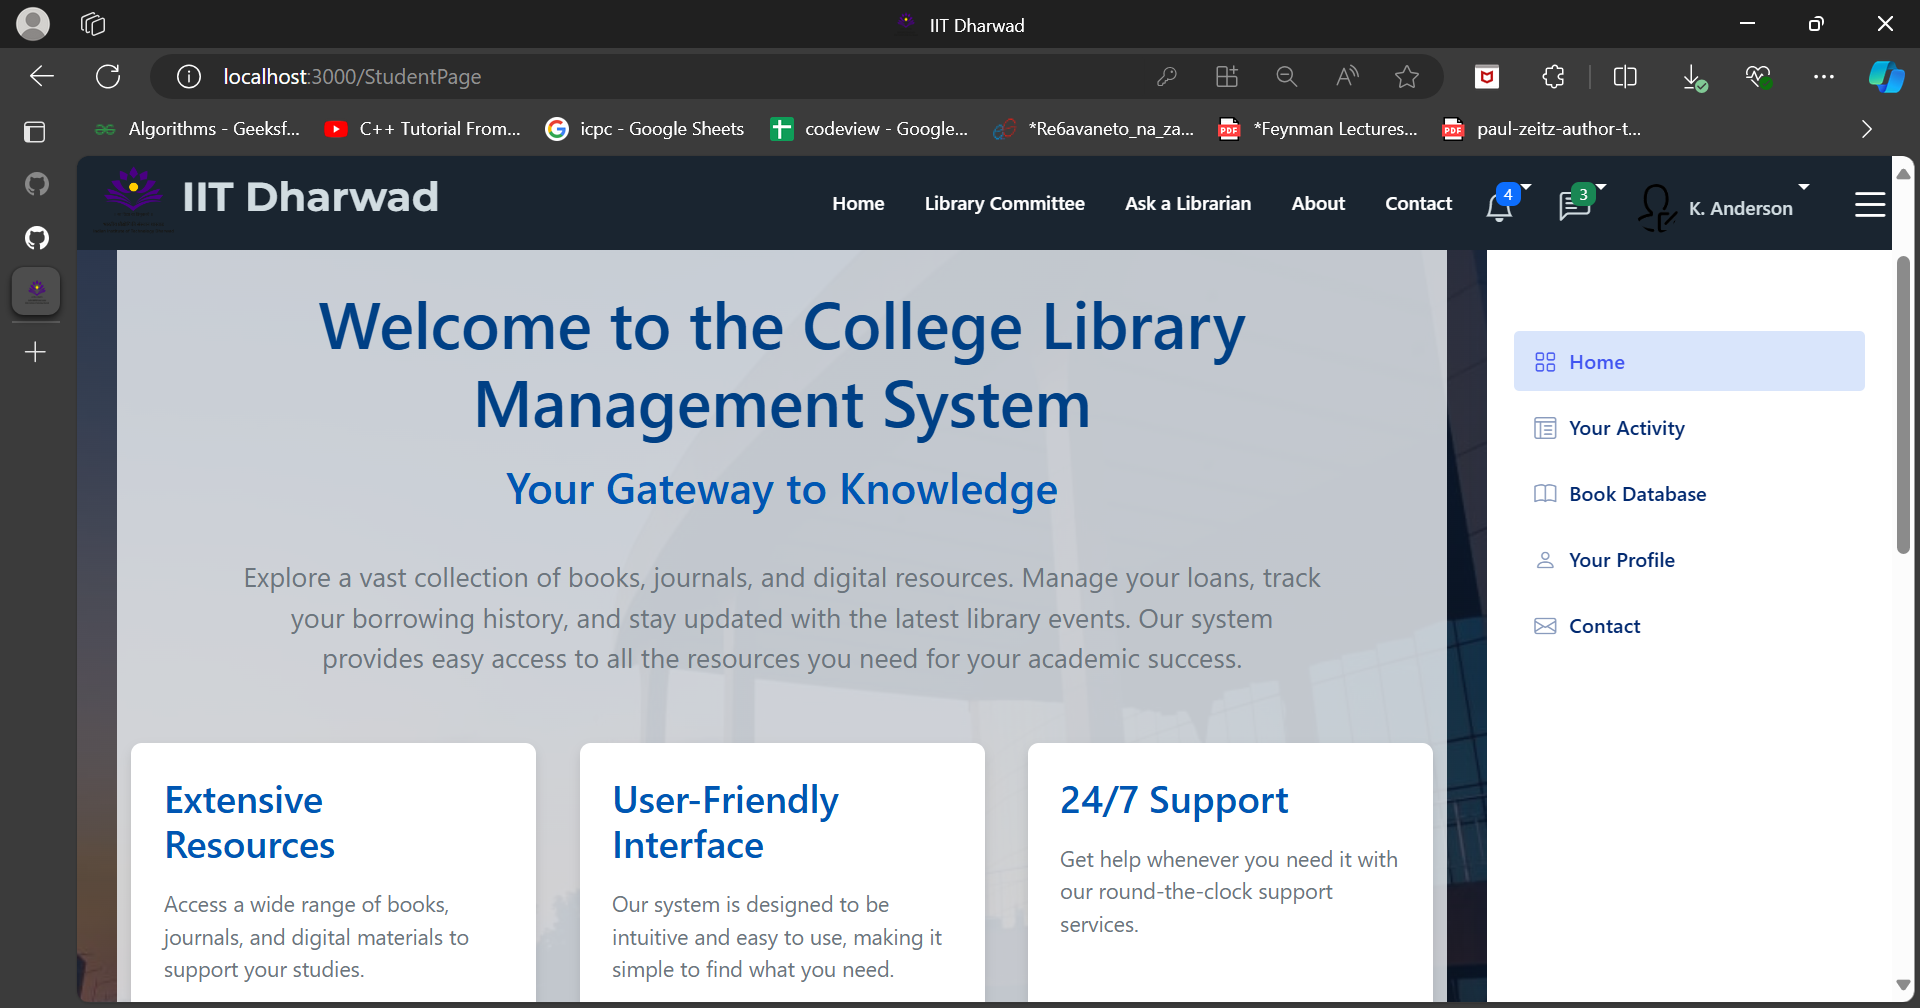 IIT Dharwad
localhost:3000/StudentPage
Algorithms - Geeksf...
C++ Tutorial From...
icpc - Google Sheets
codeview - Google...
*Re6avaneto_na_za...
*Feynman Lectures...
paul-zeitz-author-t...
IIT Dharwad
Home
Library Committee
Ask a Librarian
About
Contact
4
3
K. Anderson
Welcome to the College Library
Management System
Your Gateway to Knowledge
Explore a vast collection of books, journals, and digital resources. Manage your loans, track
your borrowing history, and stay updated with the latest library events. Our system
provides easy access to all the resources you need for your academic success.
Extensive
Resources
Access a wide range of books,
journals, and digital materials to
support your studies.
User-Friendly
Interface
Our system is designed to be
intuitive and easy to use, making it
simple to find what you need.
24/7 Support
Get help whenever you need it with
our round-the-clock support
services.
Home
Your Activity
Book Database
Your Profile
Contact